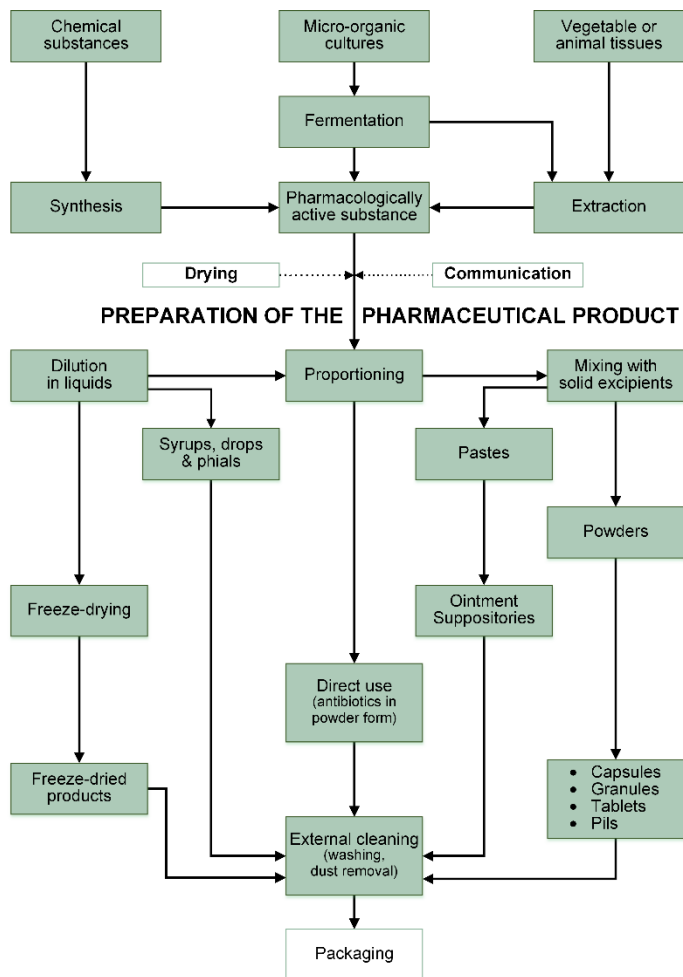 Chemical
substances
Micro-organic
cultures
Vegetable or
animal tissues
Fermentation
Synthesis
Pharmacologically
active substance
Extraction
Drying
Communication
PREPARATION OF THE PHARMACEUTICAL PRODUCT
Dilution
in liquids
Proportioning
Mixing with
solid excipients
Syrups, drops
& phials
Pastes
Powders
Freeze-drying
Ointment
Suppositories
Direct use
(antibiotics in
powder form)
Freeze-dried
products
• Capsules
• Granules
• Tablets
• Pils
External cleaning
(washing,
dust removal)
Packaging